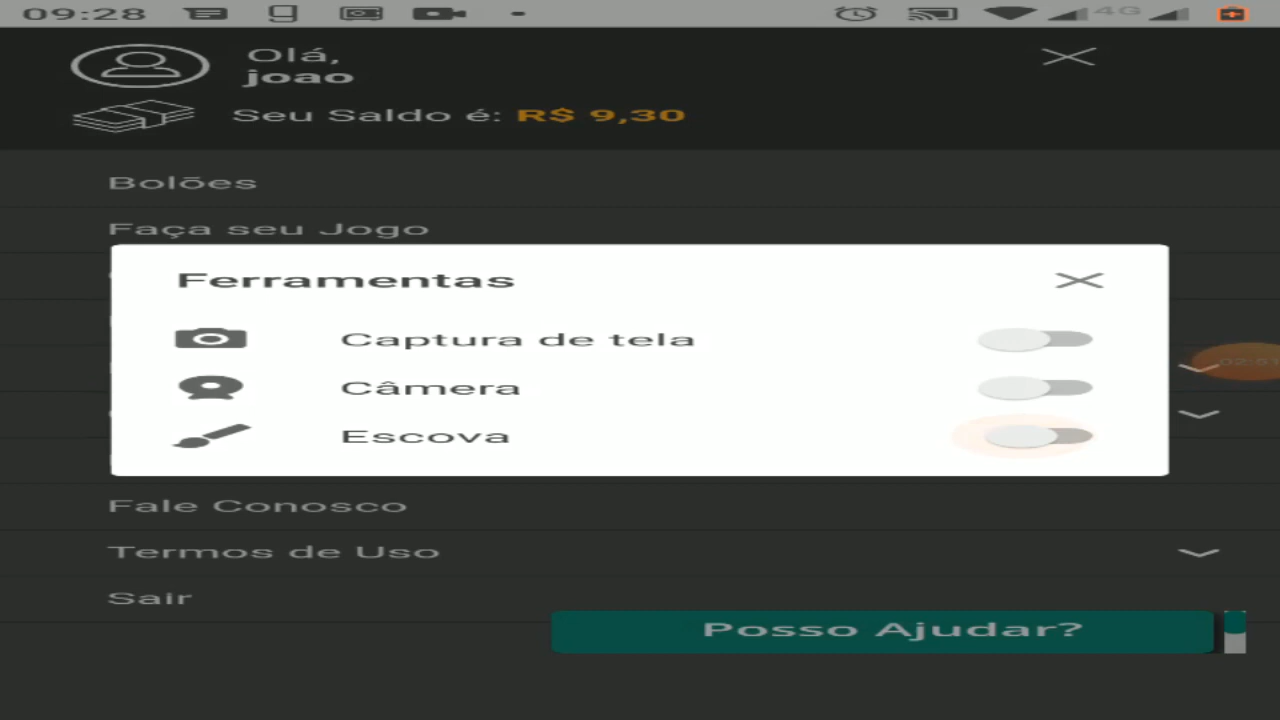 09:28
4G
Olá,
joao
Seu Saldo é: R$ 9,30
Bolões
Faça seu Jogo
Ferramentas
Captura de tela
Câmera
Escova
Fale Conosco
Termos de Uso
Sair
Posso Ajudar?